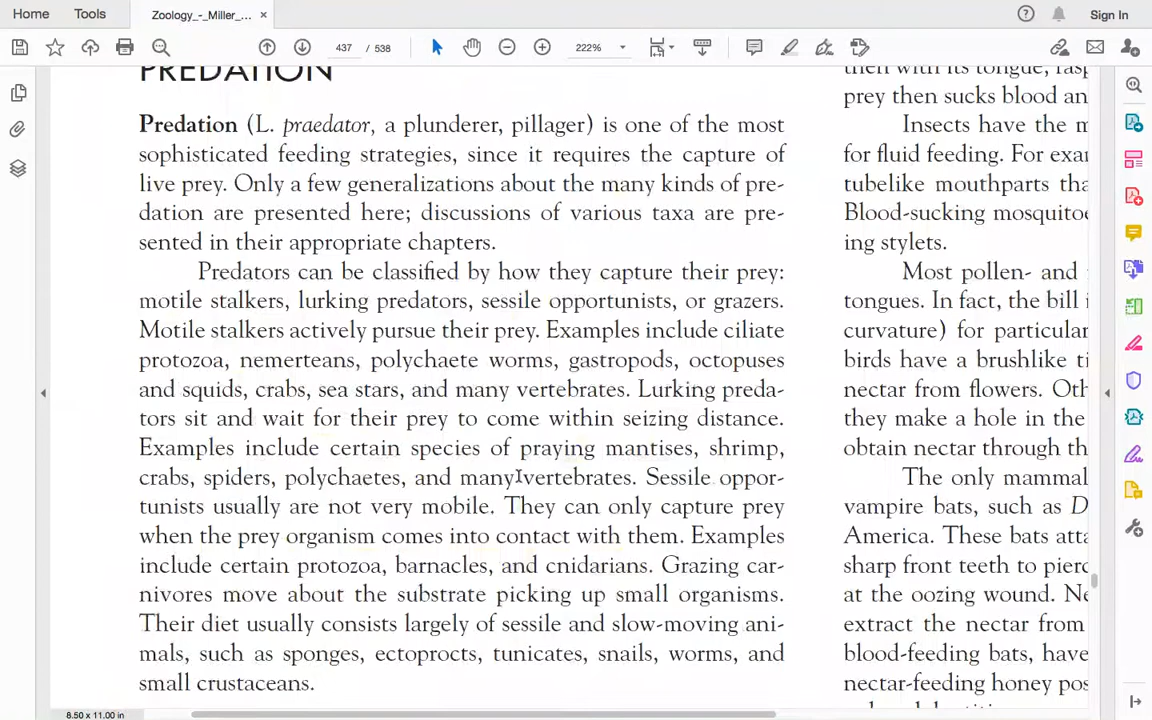 Home Tools Zoology_-_Miller_... × Sign In
437 / 538 222%
PREDATION
Predation (L. praedator, a plunderer, pillager) is one of the most
sophisticated feeding strategies, since it requires the capture of
live prey. Only a few generalizations about the many kinds of pre-
dation are presented here; discussions of various taxa are pre-
sented in their appropriate chapters.
Predators can be classified by how they capture their prey:
motile stalkers, lurking predators, sessile opportunists, or grazers.
Motile stalkers actively pursue their prey. Examples include ciliate
protozoa, nemerteans, polychaete worms, gastropods, octopuses
and squids, crabs, sea stars, and many vertebrates. Lurking preda-
tors sit and wait for their prey to come within seizing distance.
Examples include certain species of praying mantises, shrimp,
crabs, spiders, polychaetes, and many vertebrates. Sessile oppor-
tunists usually are not very mobile. They can only capture prey
when the prey organism comes into contact with them. Examples
include certain protozoa, barnacles, and cnidarians. Grazing car-
nivores move about the substrate picking up small organisms.
Their diet usually consists largely of sessile and slow-moving ani-
mals, such as sponges, ectoprocts, tunicates, snails, worms, and
small crustaceans.
then with its tongue, rasp
prey then sucks blood an
Insects have the m
for fluid feeding. For exam
tubelike mouthparts tha
Blood-sucking mosquitoe
ing stylets.
Most pollen- and
tongues. In fact, the bill i
curvature) for particular
birds have a brushlike ti
nectar from flowers. Oth
they make a hole in the
obtain nectar through th
The only mammal
vampire bats, such as D
America. These bats atta
sharp front teeth to pierc
at the oozing wound. Ne
extract the nectar from
blood-feeding bats, have
nectar-feeding honey pos
8.50 x 11.00 in